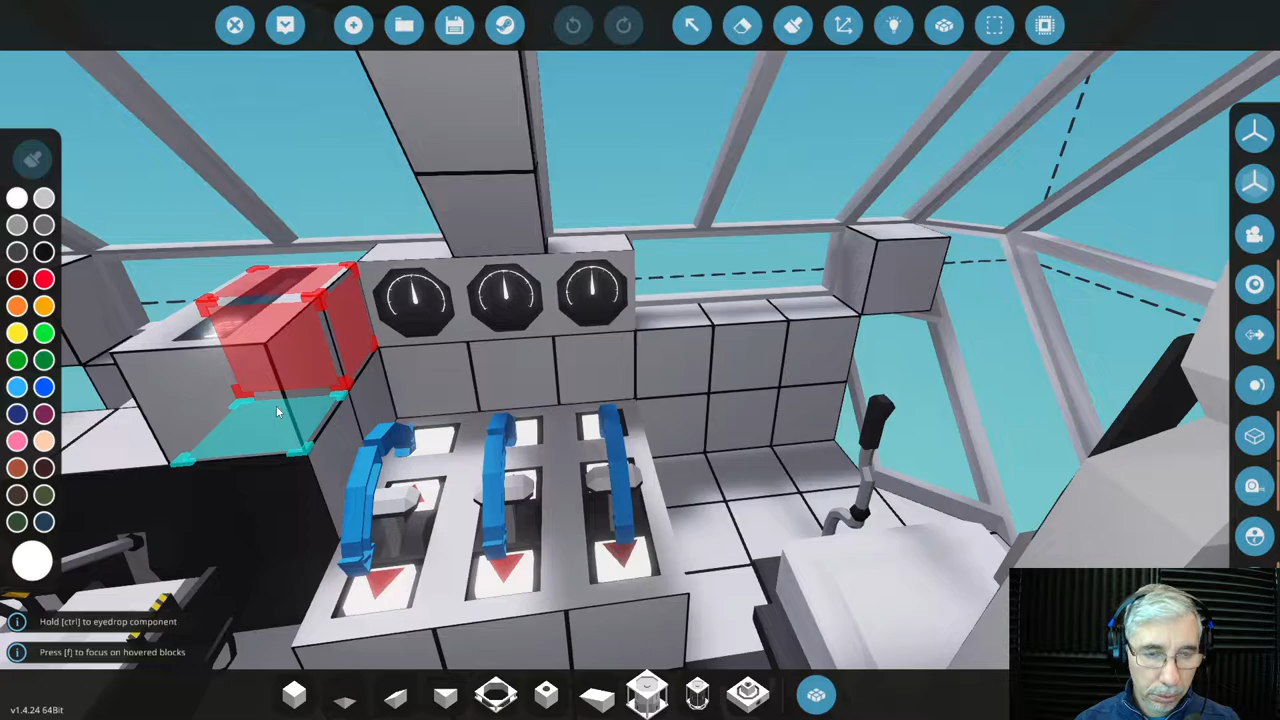 Hold [ctrl] to eyedrop component
Press [f] to focus on hovered blocks
v1.4.24 64Bit